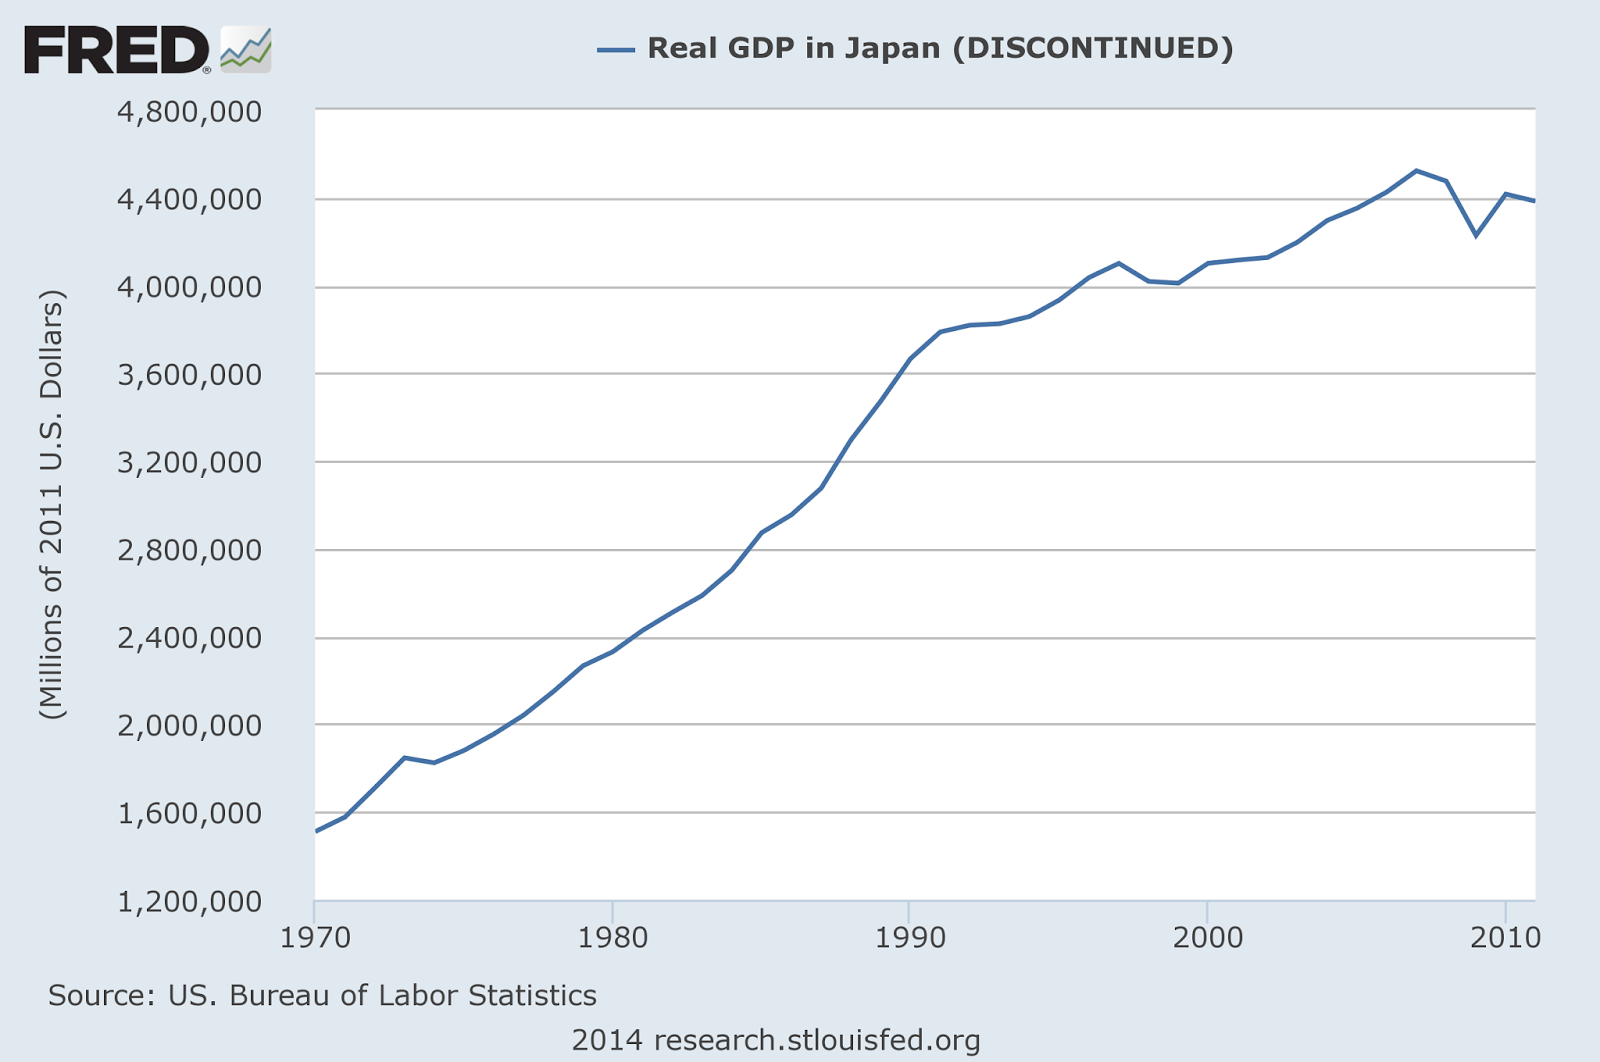 FRED®
Real GDP in Japan (DISCONTINUED)
4,800,000
4,400,000
4,000,000
3,600,000
3,200,000
2,800,000
2,400,000
2,000,000
1,600,000
1,200,000
(Millions of 2011 U.S. Dollars)
1970 1980 1990 2000 2010
Source: US. Bureau of Labor Statistics
2014 research.stlouisfed.org